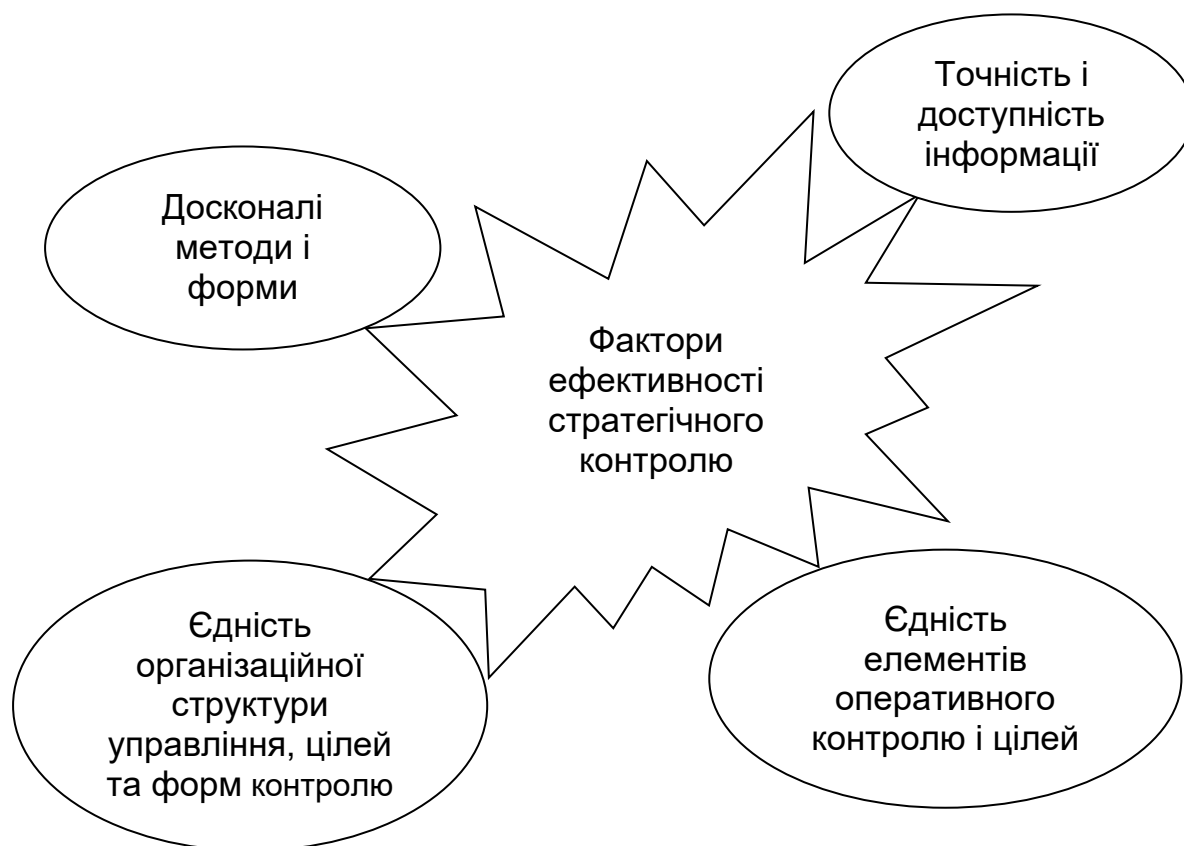 Точність і
доступність
інформації
Досконалі
методи і
форми
Фактори
ефективності
стратегічного
контролю
Єдність
організаційної
структури
управління, цілей
та форм контролю
Єдність
елементів
оперативного
контролю і цілей